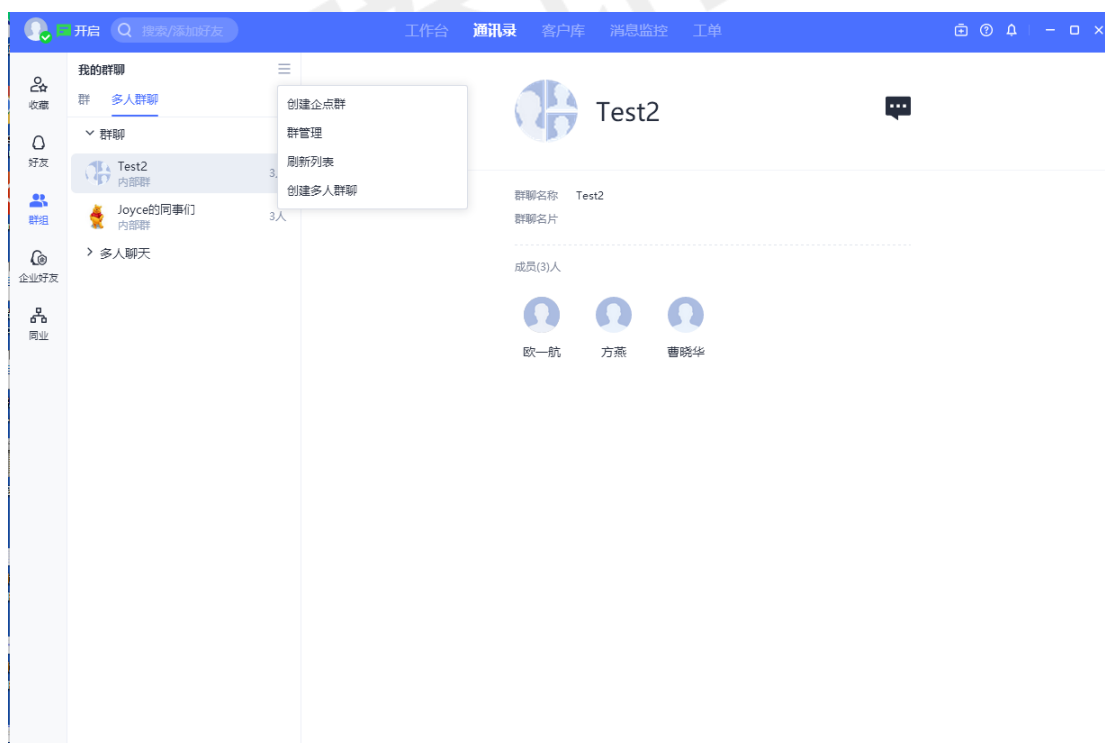 开启 搜索/添加好友 工作台 通讯录 客户库 消息监控 工单
收藏
好友
群组
企业好友
同业
我的群聊
群 多人群聊
群聊
Test2
内部群
3
Joyce的同事们
内部群
3人
多人聊天
创建企点群
群管理
刷新列表
创建多人群聊
Test2
群聊名称 Test2
群聊名片
成员(3)人
欧一航 方燕 曹晓华